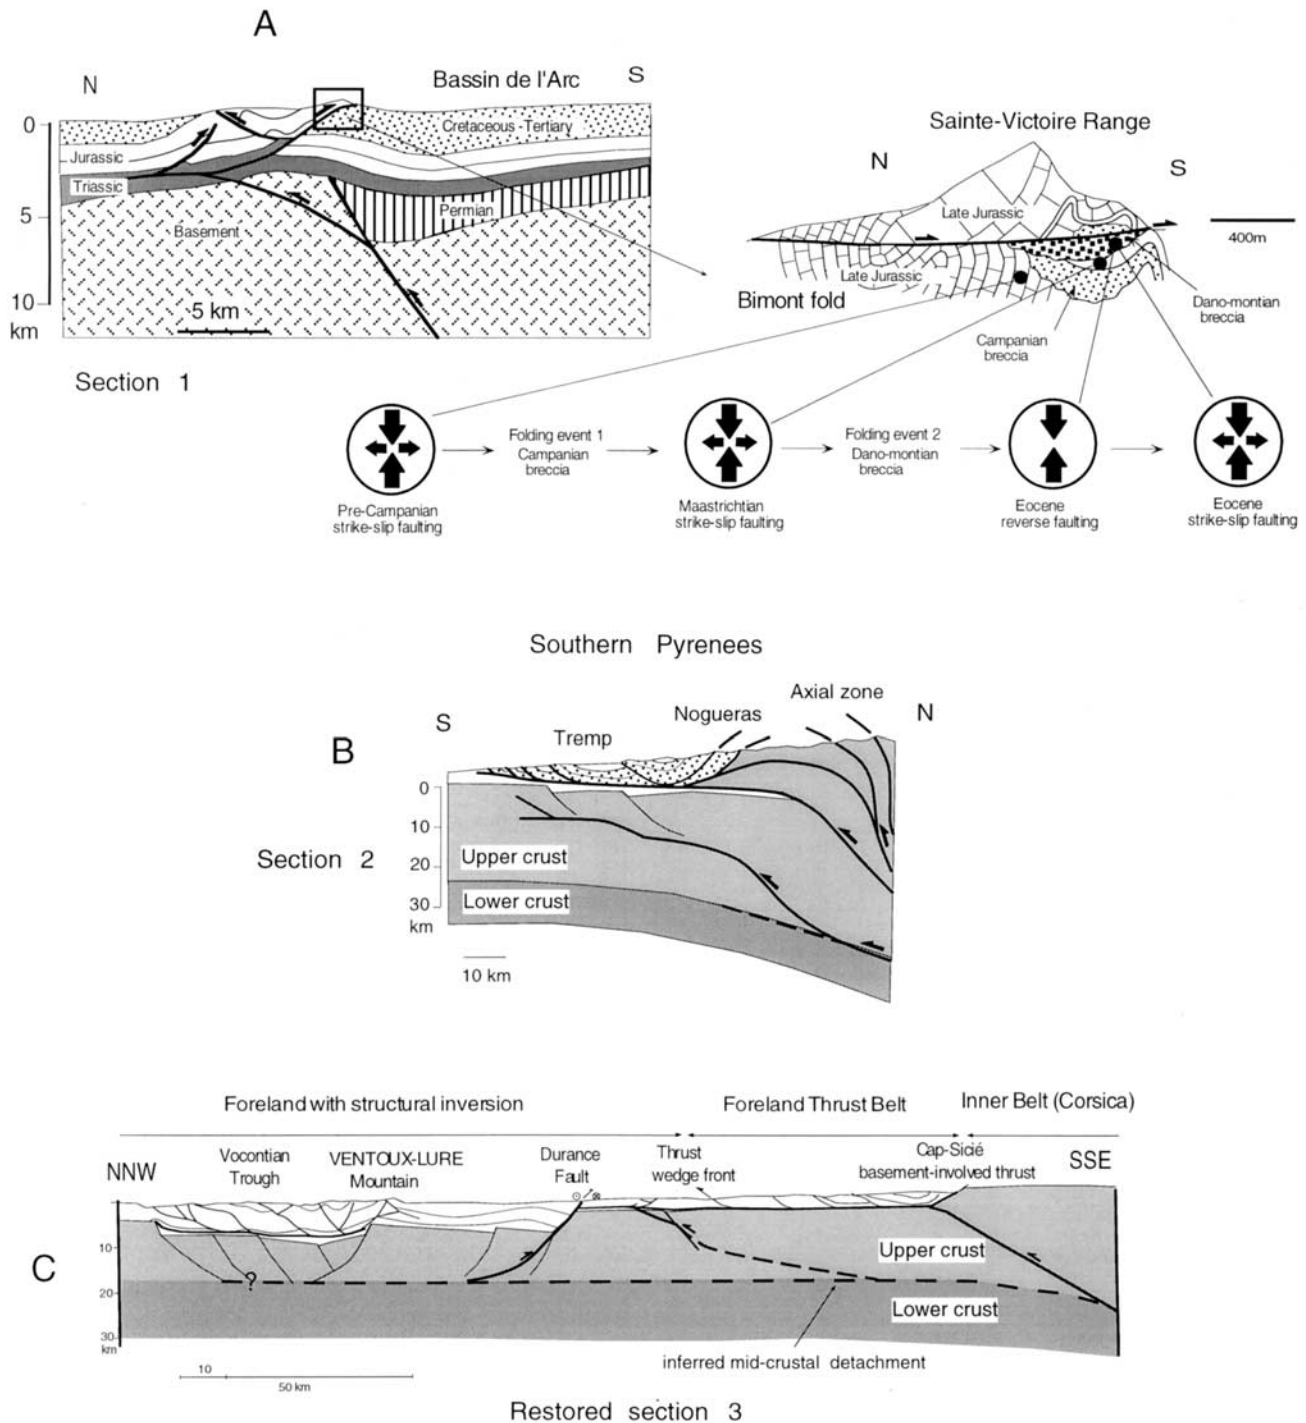 A
N
Bassin de l'Arc
S
0
Cretaceous-Tertiary
Jurassic
Triassic
5
Permian
Basement
10
km
5 km
Section 1
Sainte-Victoire Range
N
S
Late Jurassic
400m
Late Jurassic
Bimont fold
Dano-montian
breccia
Campanian
breccia
Folding event 1
Campanian
breccia
Folding event 2
Dano-montian
breccia
Pre-Campanian
strike-slip faulting
Maastrichtian
strike-slip faulting
Eocene
reverse faulting
Eocene
strike-slip faulting
Southern Pyrenees
B
S
Tremp
Nogueras
Axial zone
N
0
10
20
30
km
Section 2
Upper crust
Lower crust
10 km
C
Foreland with structural inversion
Foreland Thrust Belt
Inner Belt (Corsica)
NNW
Vocontian
Trough
VENTOUX-LURE
Mountain
Durance
Fault
Thrust
wedge front
Cap-Sicié
basement-involved thrust
SSE
10
20
30
km
?
Upper crust
Lower crust
inferred mid-crustal detachment
10
50 km
Restored section 3